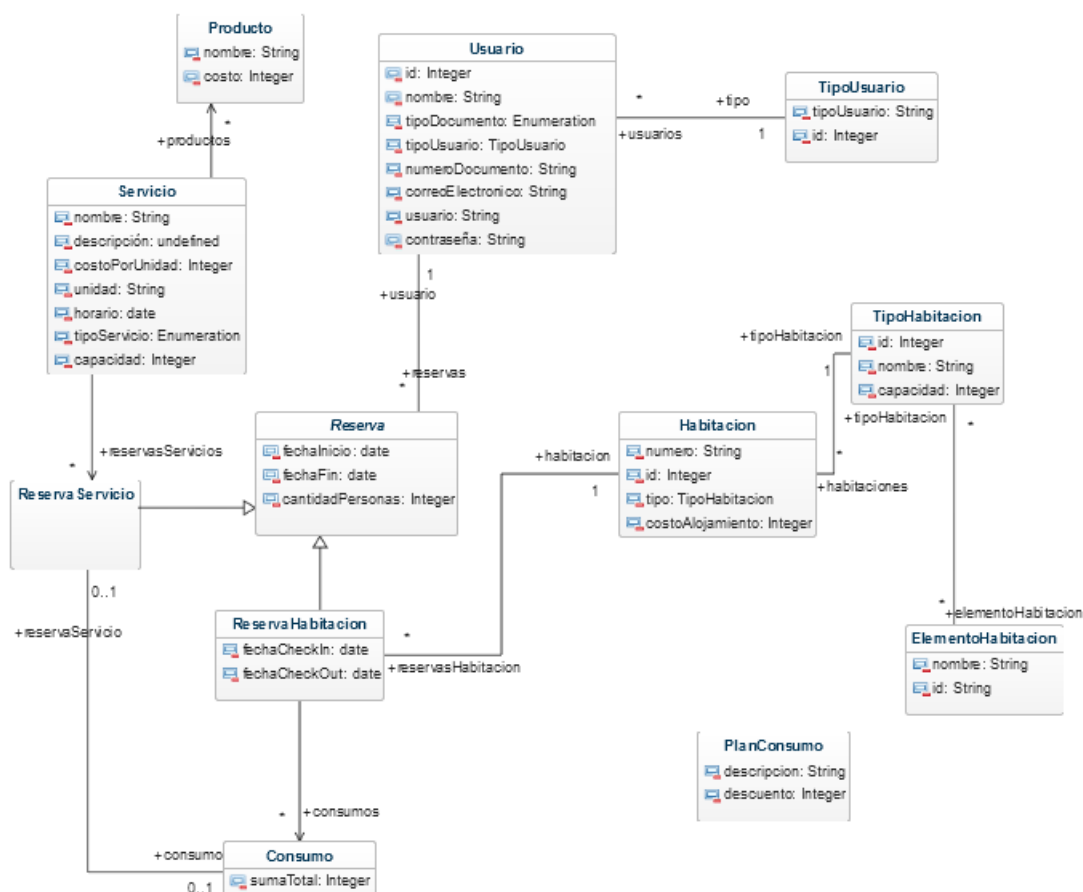 Producto
nombre: String
costo: Integer
*
+productos
Usuario
id: Integer
nombre: String
tipoDocumento: Enumeration
tipoUsuario: TipoUsuario
numeroDocumento: String
correoElectronico: String
usuario: String
contraseña: String
*
+usuarios
+tipo
1
TipoUsuario
tipoUsuario: String
id: Integer
Servicio
nombre: String
descripción: undefined
costoPorUnidad: Integer
unidad: String
horario: date
tipoServicio: Enumeration
capacidad: Integer
1
+usuario
+reservas
*
+reservasServicios
*
TipoHabitacion
id: Integer
nombre: String
capacidad: Integer
+tipoHabitacion
1
+tipoHabitacion
*
+habitaciones
*
Reserva
fechaInicio: date
fechaFin: date
cantidadPersonas: Integer
Habitacion
numero: String
id: Integer
tipo: TipoHabitacion
costoAlojamiento: Integer
+habitacion
1
ReservaServicio
0..1
+reservaServicio
ReservaHabitacion
fechaCheckIn: date
fechaCheckOut: date
*
+reservasHabitacion
*
+elementoHabitacion
ElementoHabitacion
nombre: String
id: String
PlanConsumo
descripcion: String
descuento: Integer
*
+consumos
+consumo
0..1
Consumo
sumaTotal: Integer